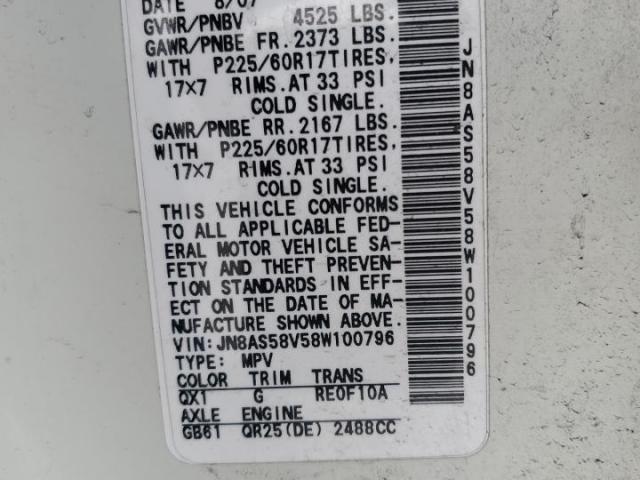 DATE 8/07
GVWR/PNBV 4525 LBS.
GAWR/PNBE FR. 2373 LBS.
WITH P225/60R17TIRES,
17x7 RIMS. AT 33 PSI
COLD SINGLE.
GAWR/PNBE RR. 2167 LBS.
WITH P225/60R17TIRES,
17x7 RIMS. AT 33 PSI
COLD SINGLE.
THIS VEHICLE CONFORMS
TO ALL APPLICABLE FED-
ERAL MOTOR VEHICLE SA-
FETY AND THEFT PREVEN-
TION STANDARDS IN EFF-
ECT ON THE DATE OF MA-
NUFACTURE SHOWN ABOVE.
VIN: JN8AS58V58W100796
TYPE: MPV
COLOR TRIM TRANS
QX1 G RE0F10A
AXLE ENGINE
GB61 QR25(DE) 2488CC
JN8AS58V58W100796